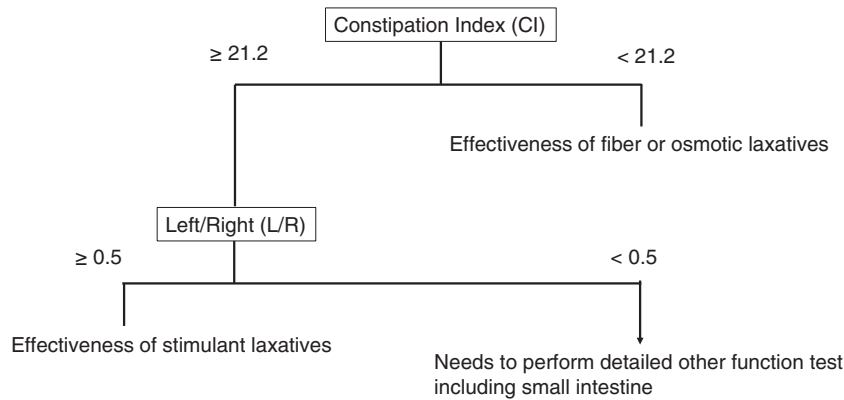 Constipation Index (CI)
≥ 21.2
< 21.2
Effectiveness of fiber or osmotic laxatives
Left/Right (L/R)
≥ 0.5
< 0.5
Effectiveness of stimulant laxatives
Needs to perform detailed other function test
including small intestine